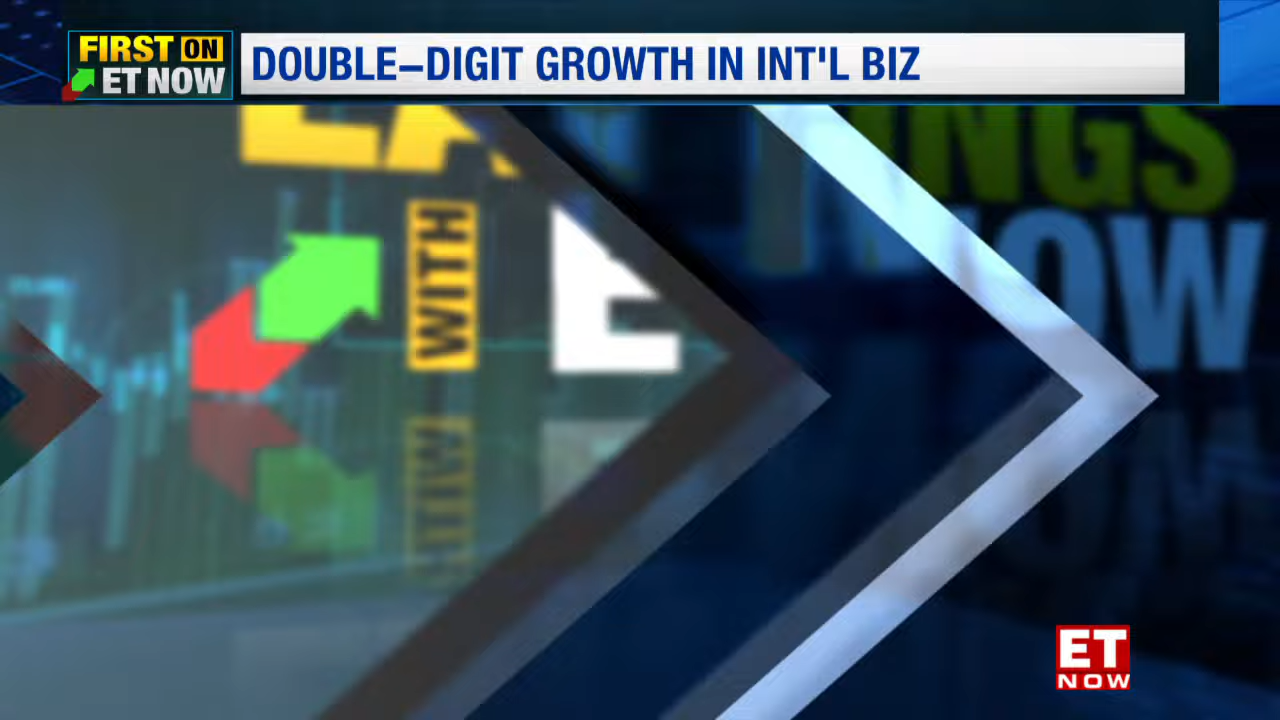 FIRST ON
ET NOW
DOUBLE–DIGIT GROWTH IN INT'L BIZ
WITH
ET
NOW